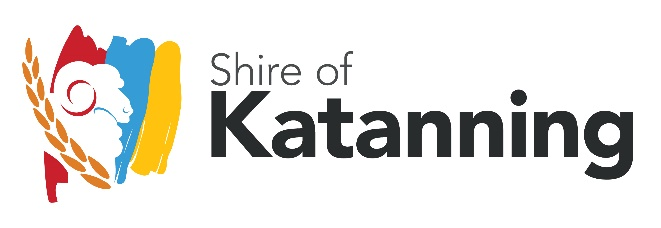 Shire of
Katanning